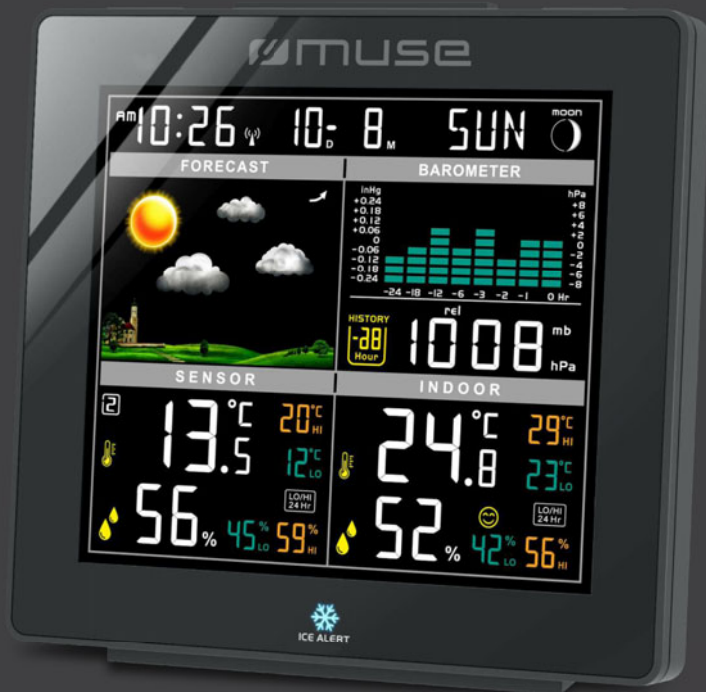 muse
AM 10:26 10-D 8M SUN moon
FORECAST BAROMETER
inHg hPa
+0.24 +8
+0.18 +6
+0.12 +4
+0.06 +2
0 0
-0.06 -2
-0.12 -4
-0.18 -6
-0.24 -8
-24 -18 -12 -6 -3 -2 -1 0 Hr
HISTORY rel
-38 1008 mb
Hour hPa
SENSOR INDOOR
2 13.5 °C 20 °C HI 24.8 °C 29 °C HI
E 12 °C LO E 23 °C LO
LO/HI LO/HI
24 Hr 24 Hr
56 % 45 % LO 59 % HI 52 % 42 % LO 56 % HI
ICE ALERT